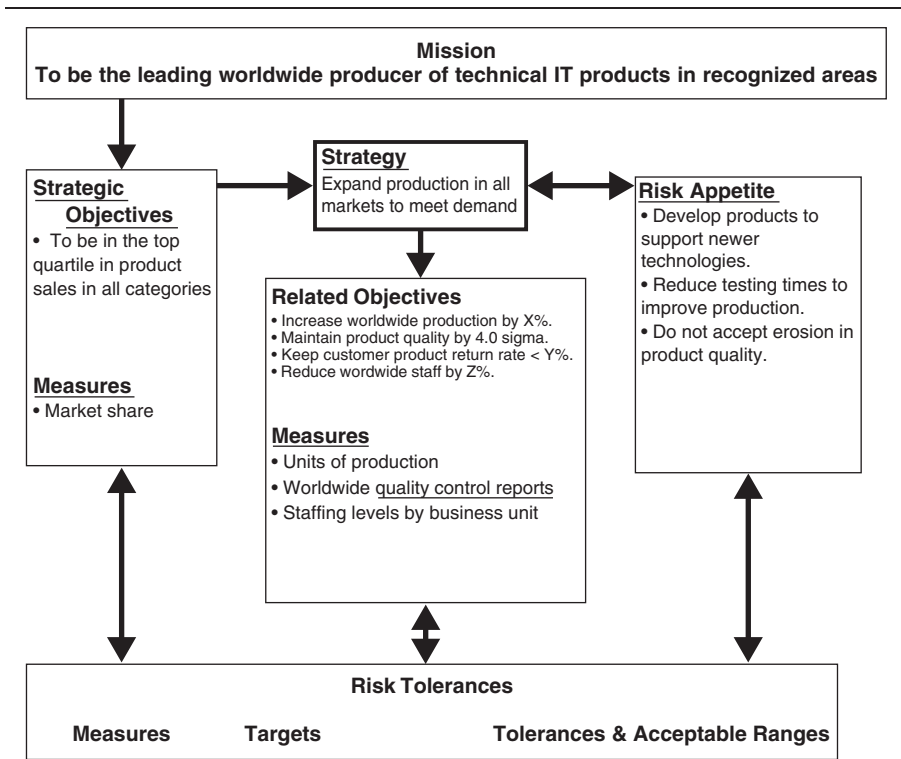 Mission
To be the leading worldwide producer of technical IT products in recognized areas
Strategic
Objectives
• To be in the top
quartile in product
sales in all categories
Measures
• Market share
Strategy
Expand production in all
markets to meet demand
Related Objectives
• Increase worldwide production by X%.
• Maintain product quality by 4.0 sigma.
• Keep customer product return rate < Y%.
• Reduce wordwide staff by Z%.
Measures
• Units of production
• Worldwide quality control reports
• Staffing levels by business unit
Risk Appetite
• Develop products to
support newer
technologies.
• Reduce testing times to
improve production.
• Do not accept erosion in
product quality.
Risk Tolerances
Measures Targets Tolerances & Acceptable Ranges